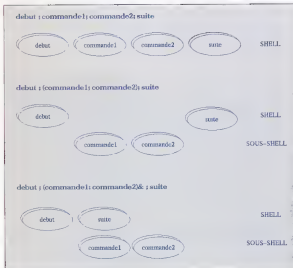 debut ; commande1; commande2; suite
debut commande1 commande2 suite SHELL
debut ; (commande1; commande2); suite
debut suite SHELL
commande1 commande2 SOUS-SHELL
debut ; (commande1; commande2)& ; suite
debut suite SHELL
commande1 commande2 SOUS-SHELL